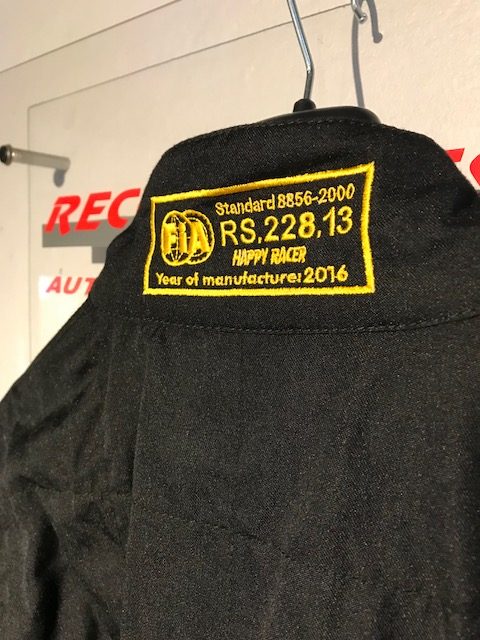 REC
AUT
Standard 8856-2000
FIA
RS.228.13
HAPPY RACER
Year of manufacture: 2016